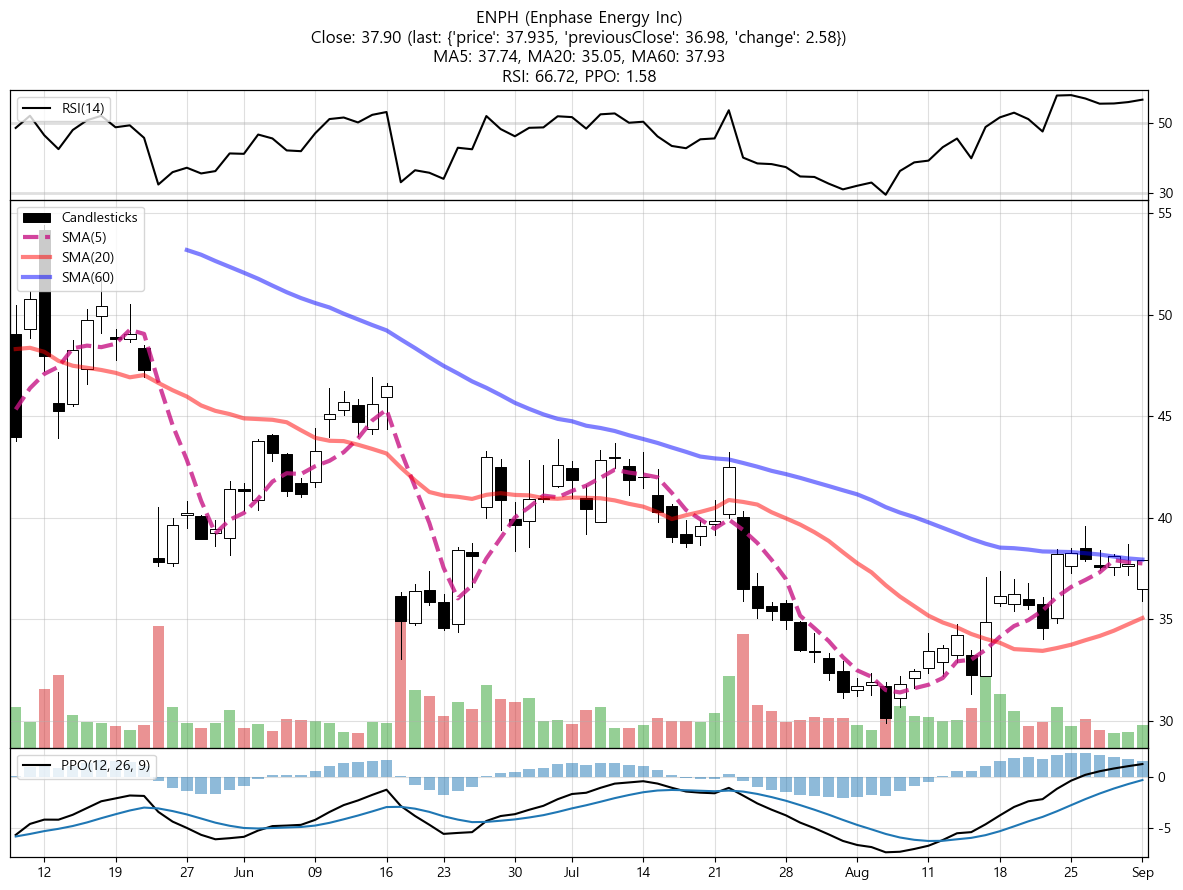 ENPH (Enphase Energy Inc)
Close: 37.90 (last: {'price': 37.935, 'previousClose': 36.98, 'change': 2.58})
MA5: 37.74, MA20: 35.05, MA60: 37.93
RSI: 66.72, PPO: 1.58
RSI(14)
50
30
Candlesticks
SMA(5)
SMA(20)
SMA(60)
55
50
45
40
35
30
PPO(12, 26, 9)
0
-5
12 19 27 Jun 09 16 23 30 Jul 14 21 28 Aug 11 18 25 Sep